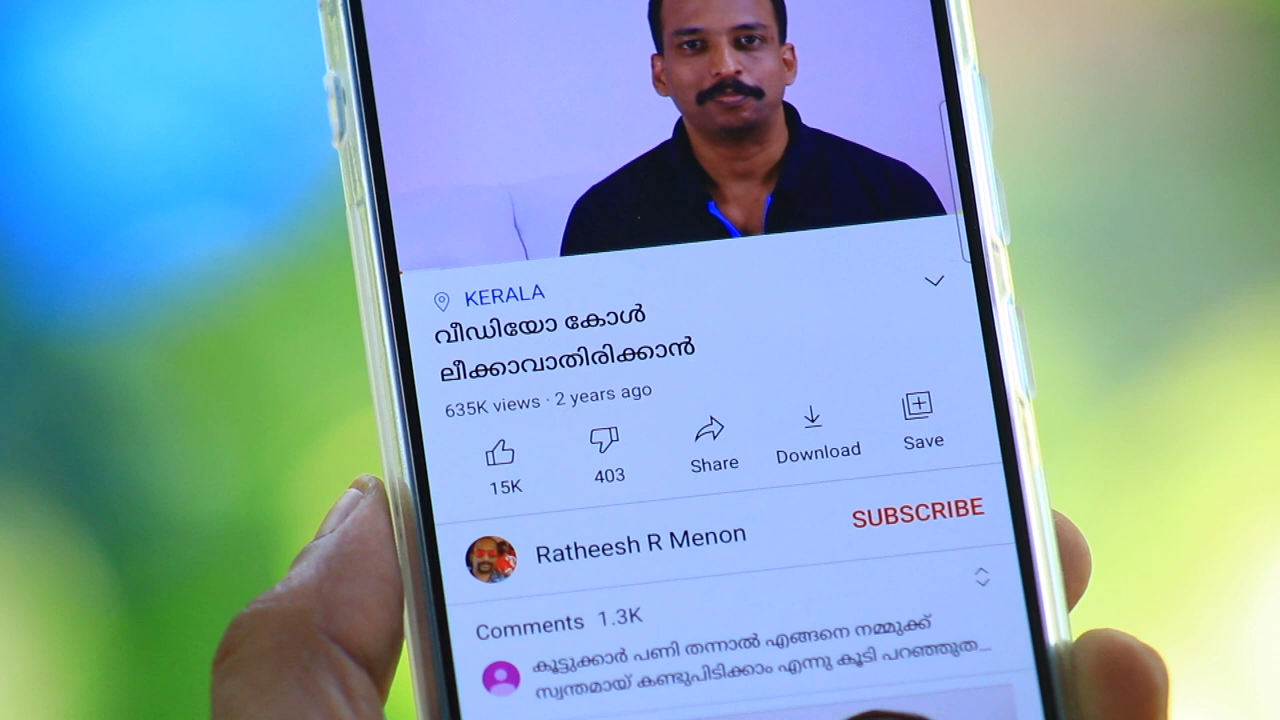 KERALA
വീഡിയോ കോൾ
ലീക്കാവാതിരിക്കാൻ
635K views · 2 years ago
15K
403
Share
Download
Save
Ratheesh R Menon
SUBSCRIBE
Comments 1.3K
കൂട്ടുക്കാർ പണി തന്നാൽ എങ്ങനെ നമ്മുക്ക്
സ്വന്തമായ് കണ്ടുപിടിക്കാം എന്നു കൂടി പറഞ്ഞുത...